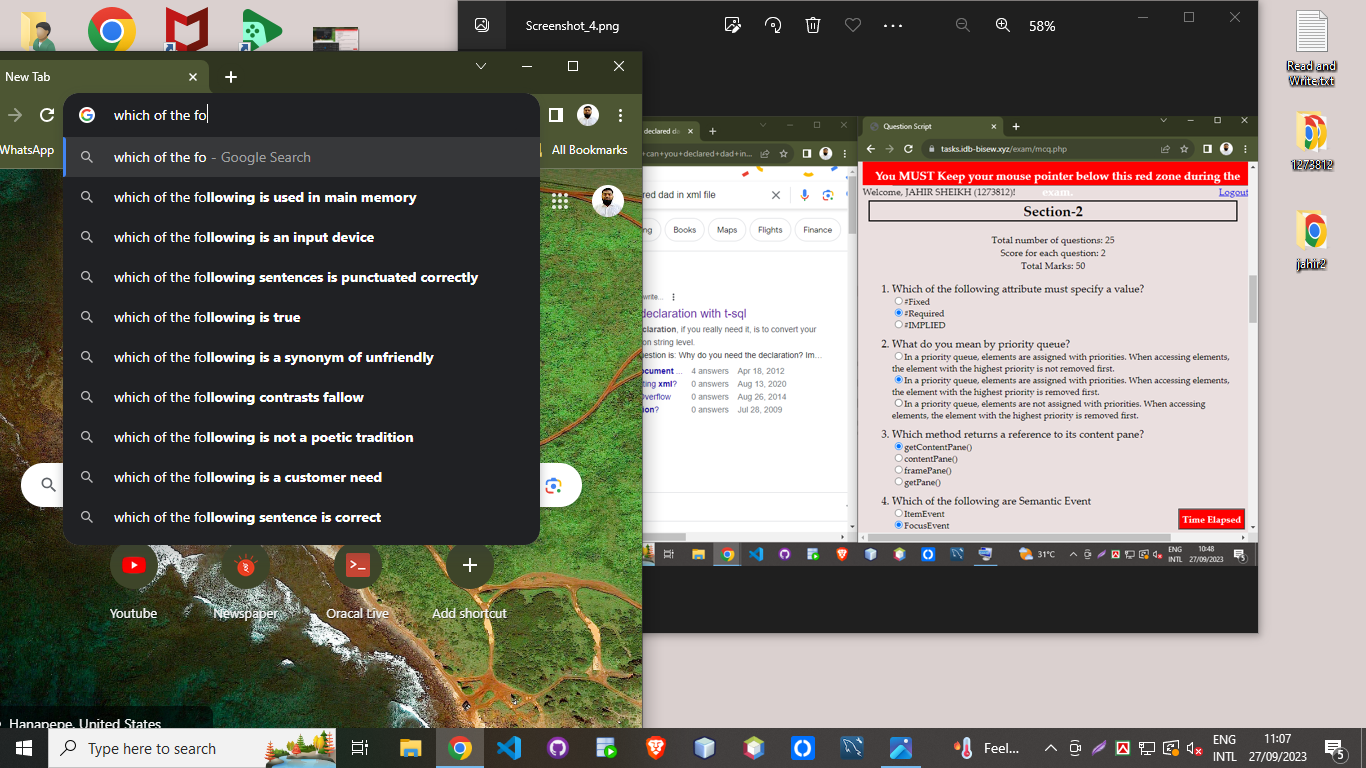 Screenshot_4.png
58%
Read and
Write.txt
1273812
jahir2
New Tab
which of the fo
WhatsApp
All Bookmarks
which of the fo - Google Search
which of the following is used in main memory
which of the following is an input device
which of the following sentences is punctuated correctly
which of the following is true
which of the following is a synonym of unfriendly
which of the following contrasts fallow
which of the following is not a poetic tradition
which of the following is a customer need
which of the following sentence is correct
Youtube
Newspaper
Oracal Live
Add shortcut
Hanapepe, United States
declared da
+can+you+declared+dad+in...
red dad in xml file
ng
Books
Maps
Flights
Finance
write...
declaration with t-sql
claration, if you really need it, is to convert your
on string level.
uestion is: Why do you need the declaration? Im...
ocument ... 4 answers Apr 18, 2012
ting xml? 0 answers Aug 13, 2020
verflow 0 answers Aug 26, 2014
ion? 0 answers Jul 28, 2009
Question Script
tasks.idb-bisew.xyz/exam/mcq.php
You MUST Keep your mouse pointer below this red zone during the
exam.
Welcome, JAHIR SHEIKH (1273812)!
Logout
Section-2
Total number of questions: 25
Score for each question: 2
Total Marks: 50
1. Which of the following attribute must specify a value?
#Fixed
#Required
#IMPLIED
2. What do you mean by priority queue?
In a priority queue, elements are assigned with priorities. When accessing elements,
the element with the highest priority is not removed first.
In a priority queue, elements are assigned with priorities. When accessing elements,
the element with the highest priority is removed first.
In a priority queue, elements are not assigned with priorities. When accessing
elements, the element with the highest priority is removed first.
3. Which method returns a reference to its content pane?
getContentPane()
contentPane()
framePane()
getPane()
4. Which of the following are Semantic Event
ItemEvent
FocusEvent
Time Elapsed
31°C
ENG
INTL
10:48
27/09/2023
5
Type here to search
Feel...
ENG
INTL
11:07
27/09/2023
5